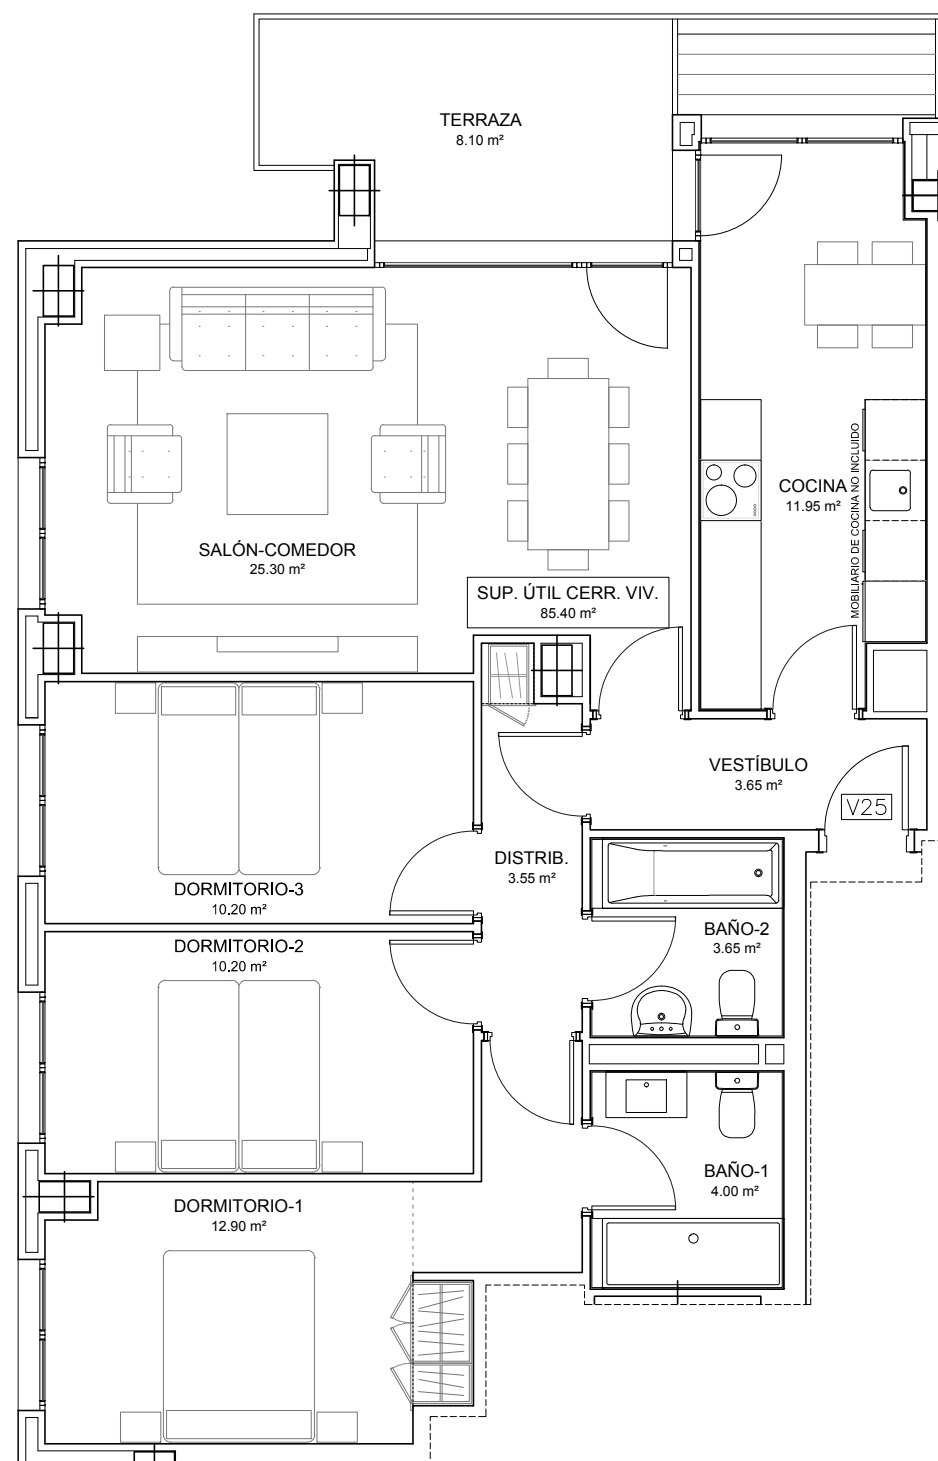 TERRAZA
8.10 m²
COCINA
11.95 m²
MOBILIARIO DE COCINA NO INCLUIDO
SALÓN-COMEDOR
25.30 m²
SUP. ÚTIL CERR. VIV.
85.40 m²
VESTÍBULO
3.65 m²
V25
DISTRIB.
3.55 m²
DORMITORIO-3
10.20 m²
BAÑO-2
3.65 m²
DORMITORIO-2
10.20 m²
BAÑO-1
4.00 m²
DORMITORIO-1
12.90 m²